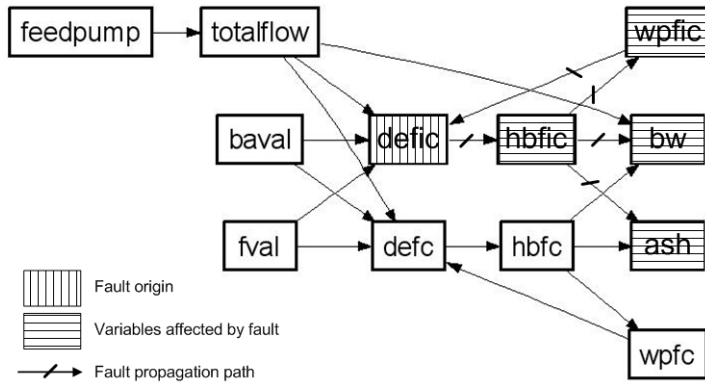 feedpump
totalflow
wpfic
baval
defic
hbfic
bw
fval
defc
hbfc
ash
wpfc
Fault origin
Variables affected by fault
Fault propagation path